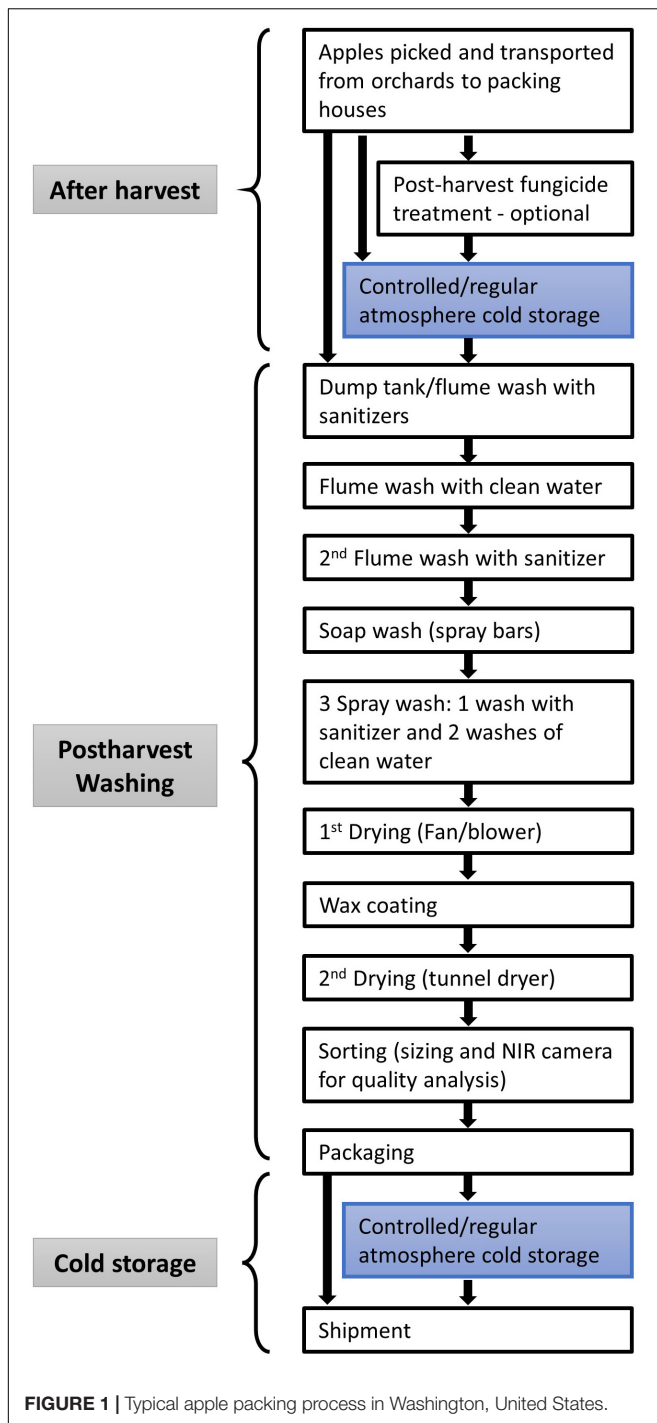 Apples picked and transported
from orchards to packing
houses
After harvest
Post-harvest fungicide
treatment - optional
Controlled/regular
atmosphere cold storage
Dump tank/flume wash with
sanitizers
Flume wash with clean water
2nd Flume wash with sanitizer
Soap wash (spray bars)
3 Spray wash: 1 wash with
sanitizer and 2 washes of
clean water
Postharvest
Washing
1st Drying (Fan/blower)
Wax coating
2nd Drying (tunnel dryer)
Sorting (sizing and NIR camera
for quality analysis)
Packaging
Controlled/regular
atmosphere cold storage
Cold storage
Shipment
FIGURE 1 | Typical apple packing process in Washington, United States.